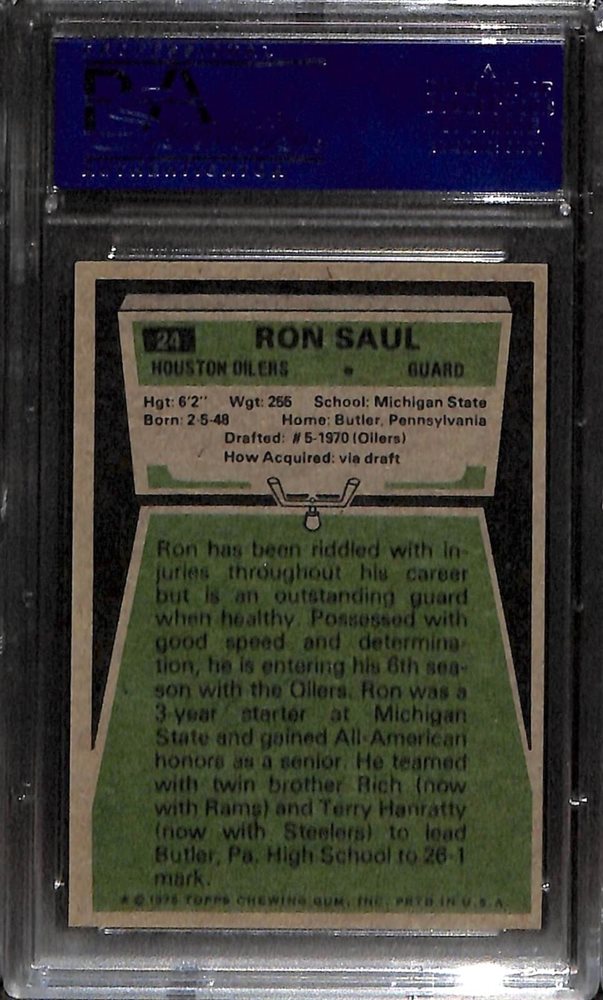 24 RON SAUL
HOUSTON OILERS • GUARD
Hgt: 6'2" Wgt: 255 School: Michigan State
Born: 2-5-48 Home: Butler, Pennsylvania
Drafted: #5-1970 (Oilers)
How Acquired: via draft
Ron has been riddled with in-
juries throughout his career
but is an outstanding guard
when healthy. Possessed with
good speed and determina-
tion, he is entering his 6th sea-
son with the Oilers. Ron was a
3-year starter at Michigan
State and gained All-American
honors as a senior. He teamed
with twin brother Rich (now
with Rams) and Terry Hanratty
(now with Steelers) to lead
Butler, Pa. High School to 26-1
mark.
* © 1975 TOPPS CHEWING GUM, INC. PRTD IN U.S.A.